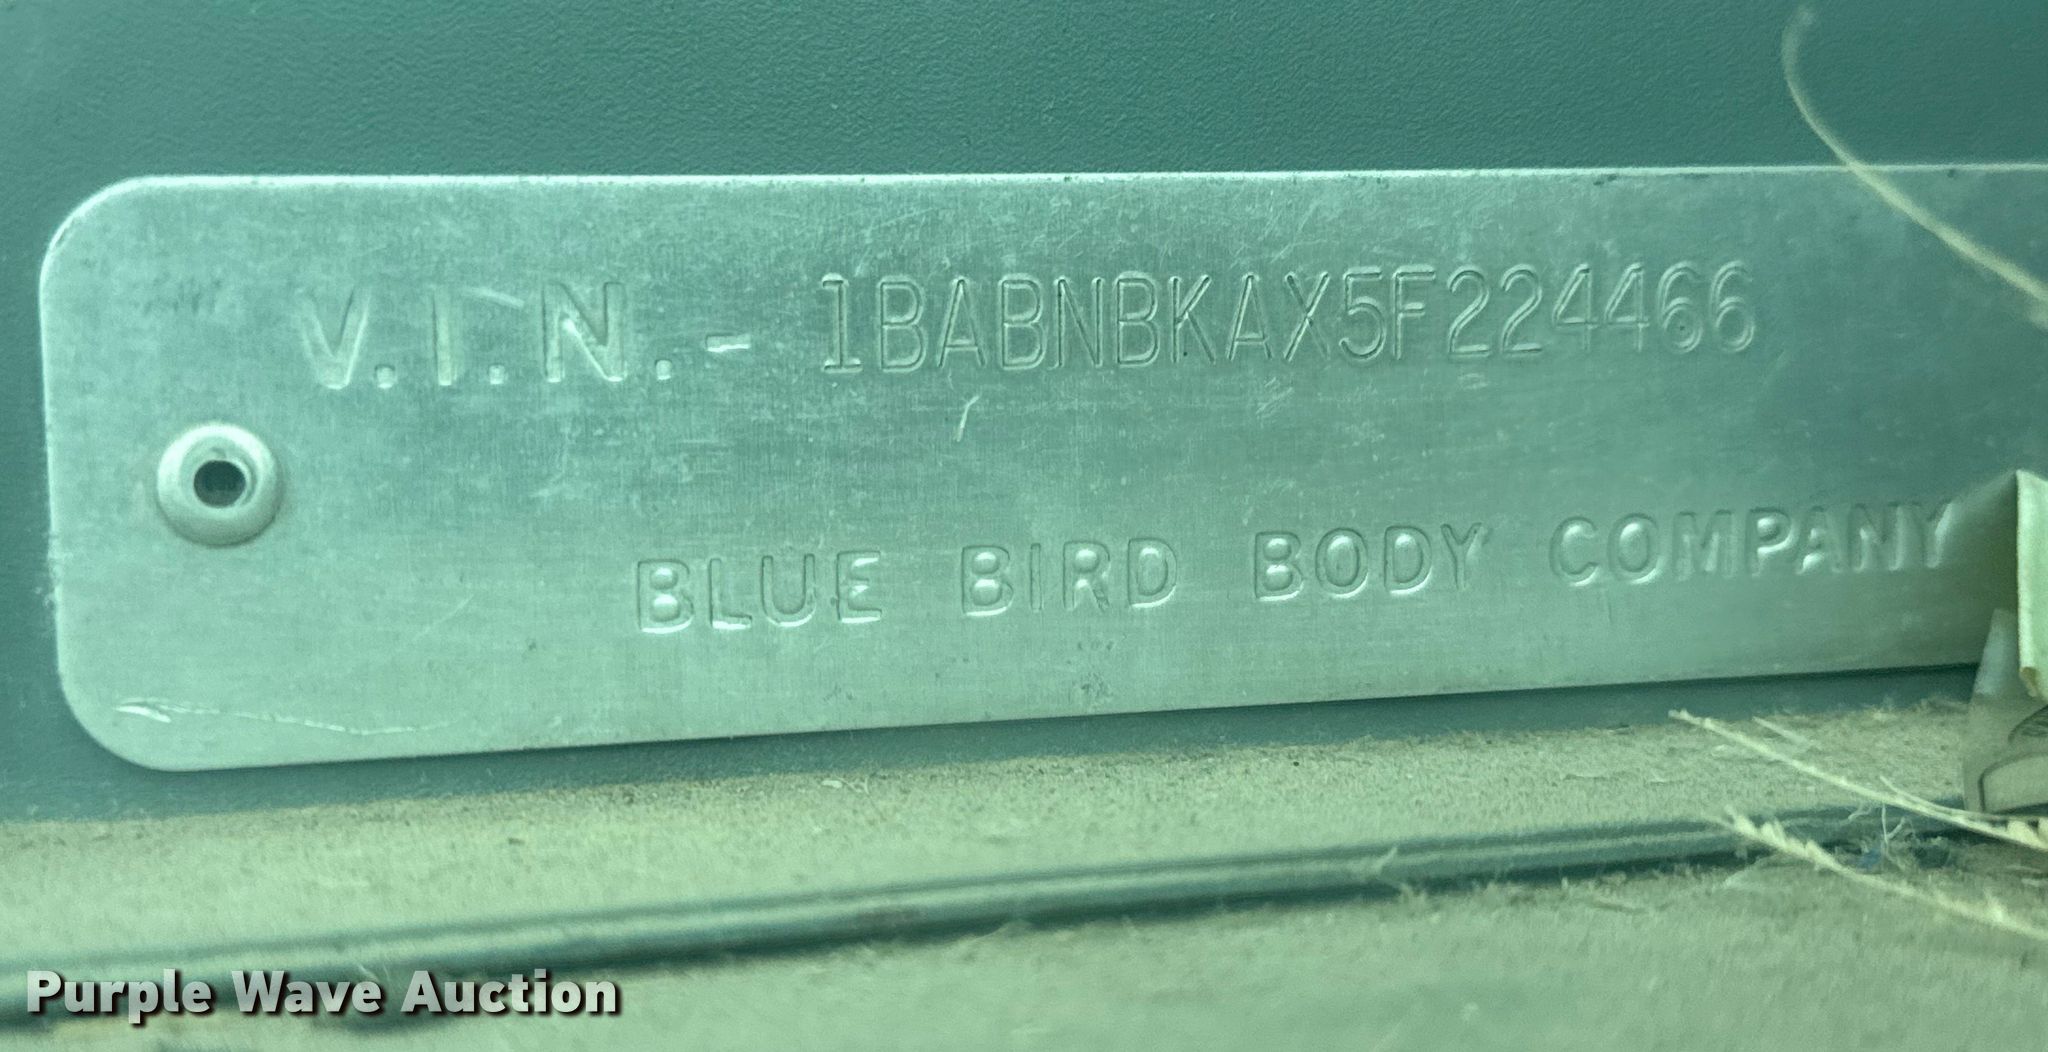 V.I.N. - 1BABNBKAX5F224466
BLUE BIRD BODY COMPANY
Purple Wave Auction